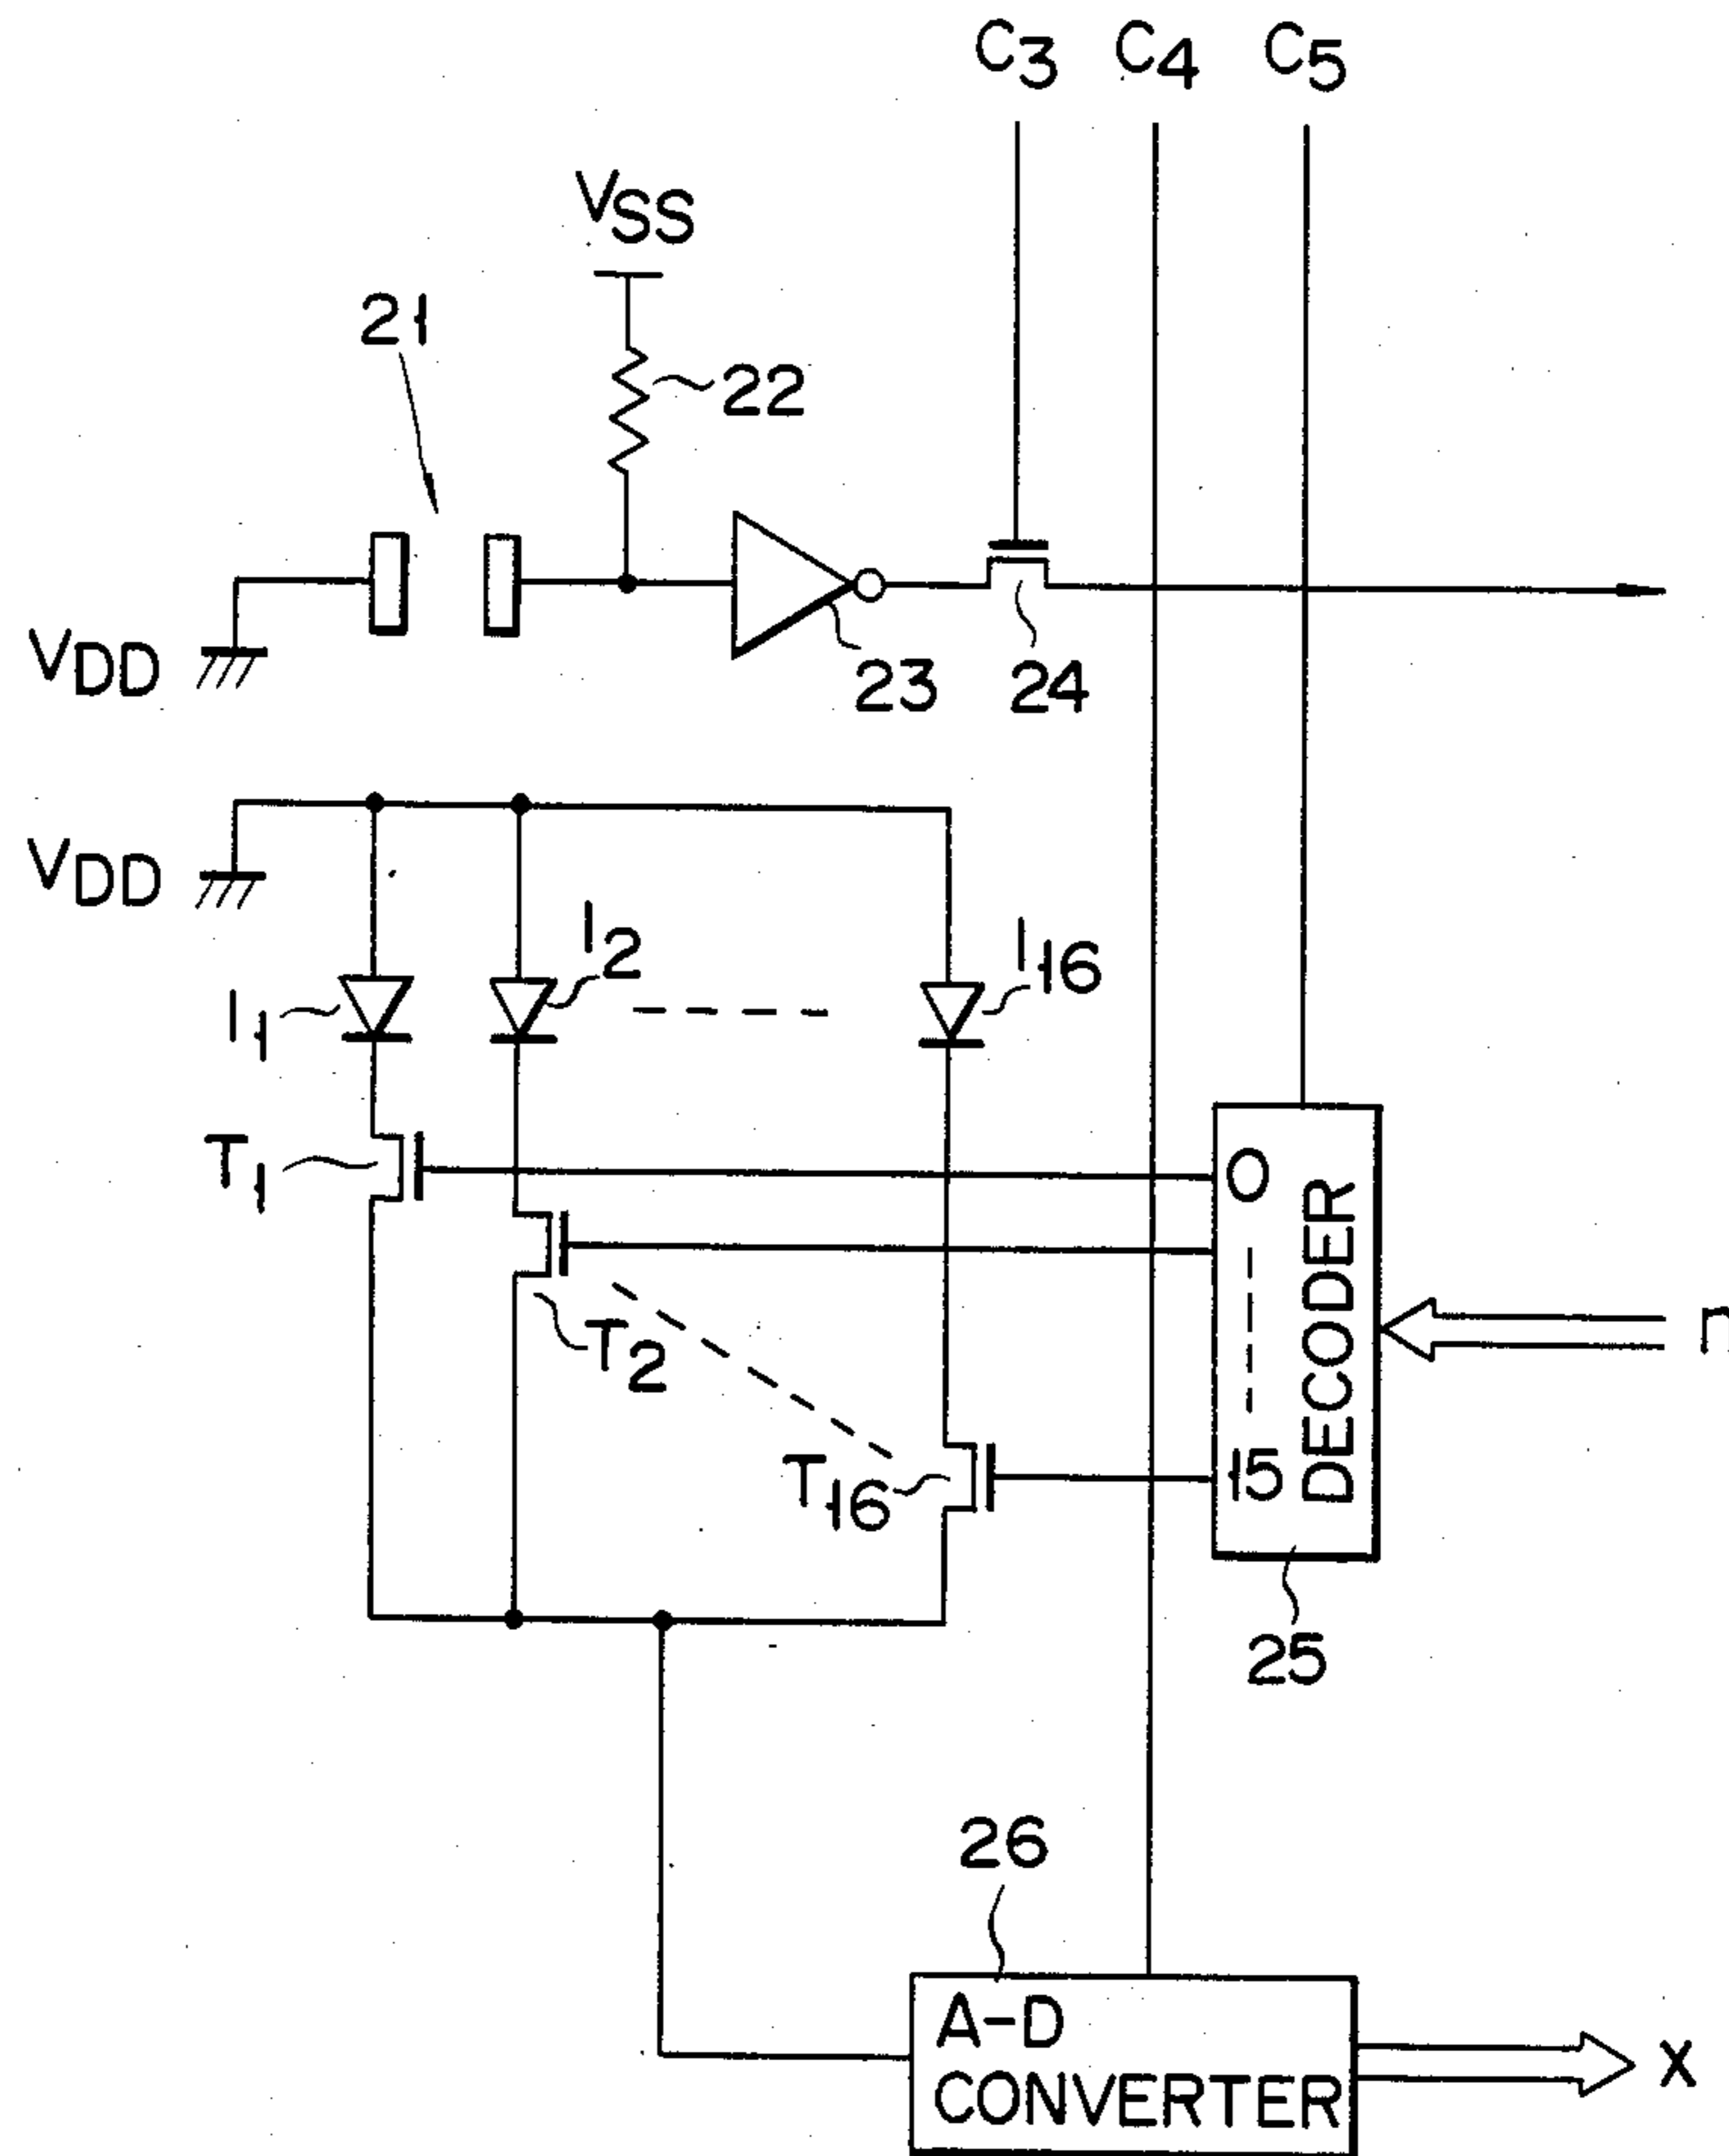 C3 C4 C5
VSS
21
22
VDD
23
24
VDD
I1
I2
I16
T1
T2
T16
0
15
DECODER
n
25
26
A-D
CONVERTER
x